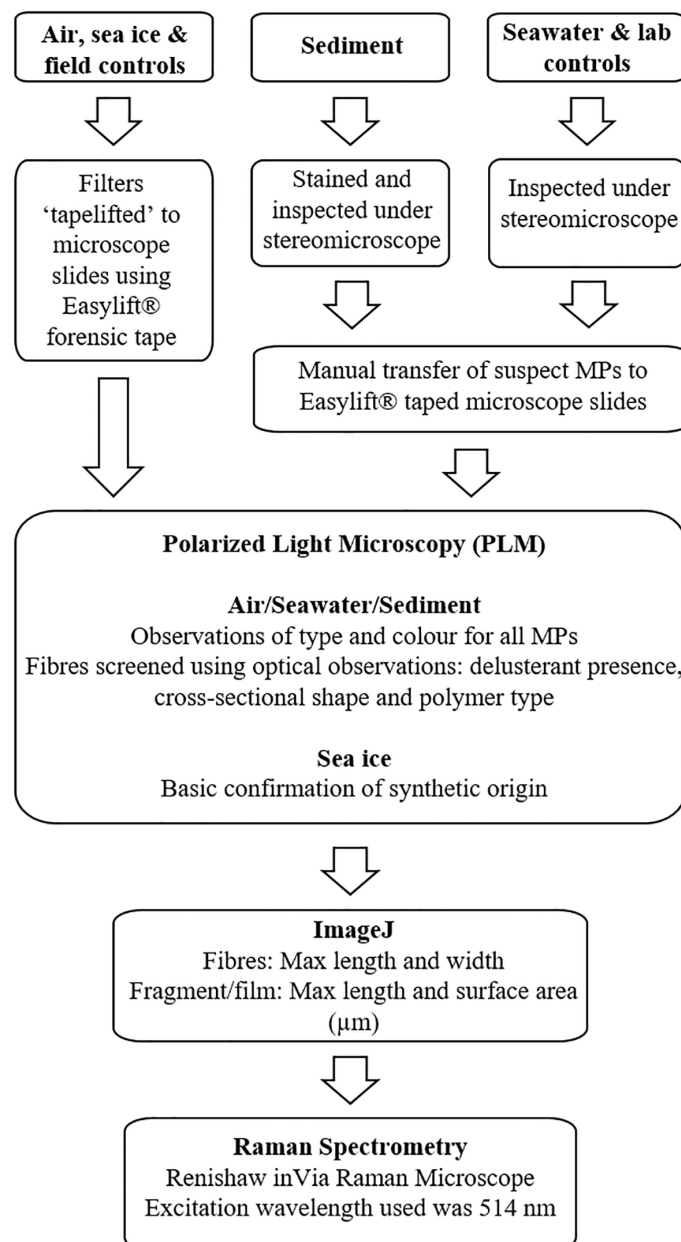 Air, sea ice &
field controls
Sediment
Seawater & lab
controls
Filters
‘tapelifted’ to
microscope
slides using
Easylift®
forensic tape
Stained and
inspected under
stereomicroscope
Inspected under
stereomicroscope
Manual transfer of suspect MPs to
Easylift® taped microscope slides
Polarized Light Microscopy (PLM)
Air/Seawater/Sediment
Observations of type and colour for all MPs
Fibres screened using optical observations: delusterant presence,
cross-sectional shape and polymer type
Sea ice
Basic confirmation of synthetic origin
ImageJ
Fibres: Max length and width
Fragment/film: Max length and surface area
(µm)
Raman Spectrometry
Renishaw inVia Raman Microscope
Excitation wavelength used was 514 nm